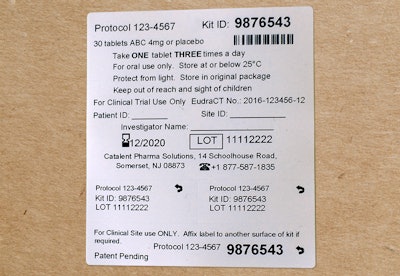 Protocol 123-4567 Kit ID: 9876543
30 tablets ABC 4mg or placebo
Take ONE tablet THREE times a day
For oral use only. Store at or below 25°C
Protect from light. Store in original package
Keep out of reach and sight of children
For Clinical Trial Use Only EudraCT No.: 2016-123456-12
Patient ID: ________ Site ID: ________
Investigator Name: ________
12/2020 LOT 11112222
Catalent Pharma Solutions, 14 Schoolhouse Road,
Somerset, NJ 08873 ☎+1 877-587-1835
Protocol 123-4567 Protocol 123-4567
Kit ID: 9876543 Kit ID: 9876543
LOT 11112222 LOT 11112222
For Clinical Site use ONLY. Affix label to another surface of kit if
required.
Protocol 123-4567 9876543
Patent Pending